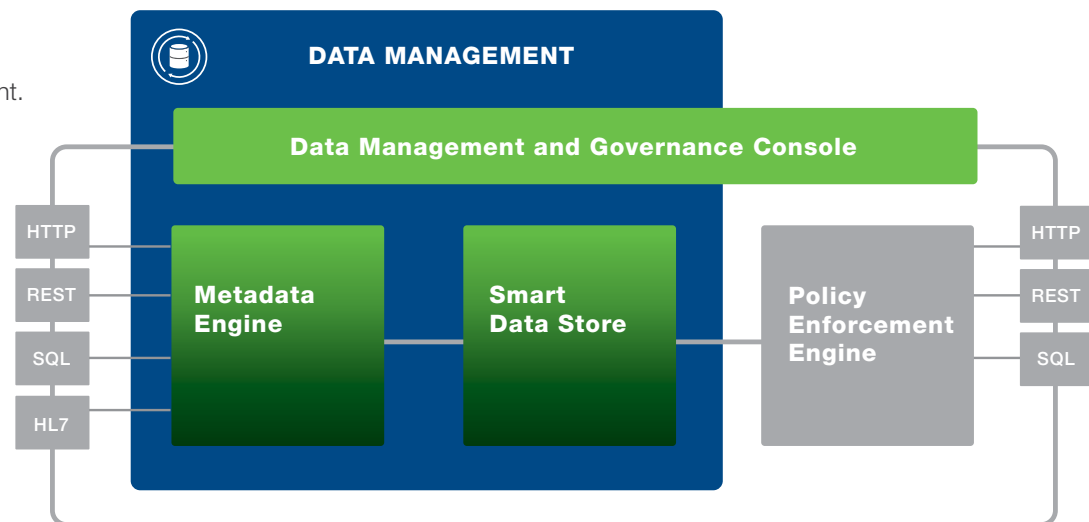 DATA MANAGEMENT
nt.
Data Management and Governance Console
HTTP
REST
SQL
HL7
Metadata
Engine
Smart
Data Store
Policy
Enforcement
Engine
HTTP
REST
SQL